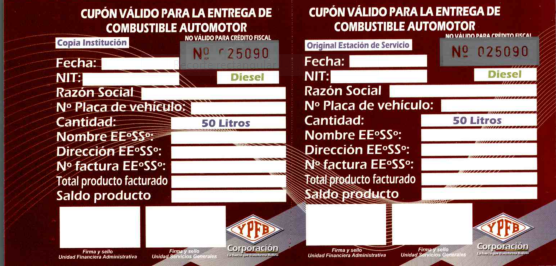 CUPÓN VÁLIDO PARA LA ENTREGA DE
COMBUSTIBLE AUTOMOTOR
NO VÁLIDO PARA CRÉDITO FISCAL
Copia Institución
Nº 025090
Fecha:
NIT:
Diesel
Razón Social
Nº Placa de vehículo:
Cantidad:
50 Litros
Nombre EEºSSº:
Dirección EEºSSº:
Nº factura EEºSSº:
Total producto facturado
Saldo producto
YPFB
Corporación
Firma y sello
Unidad Financiera Administrativa
Firma y sello
Unidad Servicios Generales
CUPÓN VÁLIDO PARA LA ENTREGA DE
COMBUSTIBLE AUTOMOTOR
NO VÁLIDO PARA CRÉDITO FISCAL
Original Estación de Servicio
Nº 025090
Fecha:
NIT:
Diesel
Razón Social
Nº Placa de vehículo:
Cantidad:
50 Litros
Nombre EEºSSº:
Dirección EEºSSº:
Nº factura EEºSSº:
Total producto facturado
Saldo producto
YPFB
Corporación
Firma y sello
Unidad Financiera Administrativa
Firma y sello
Unidad Servicios Generales